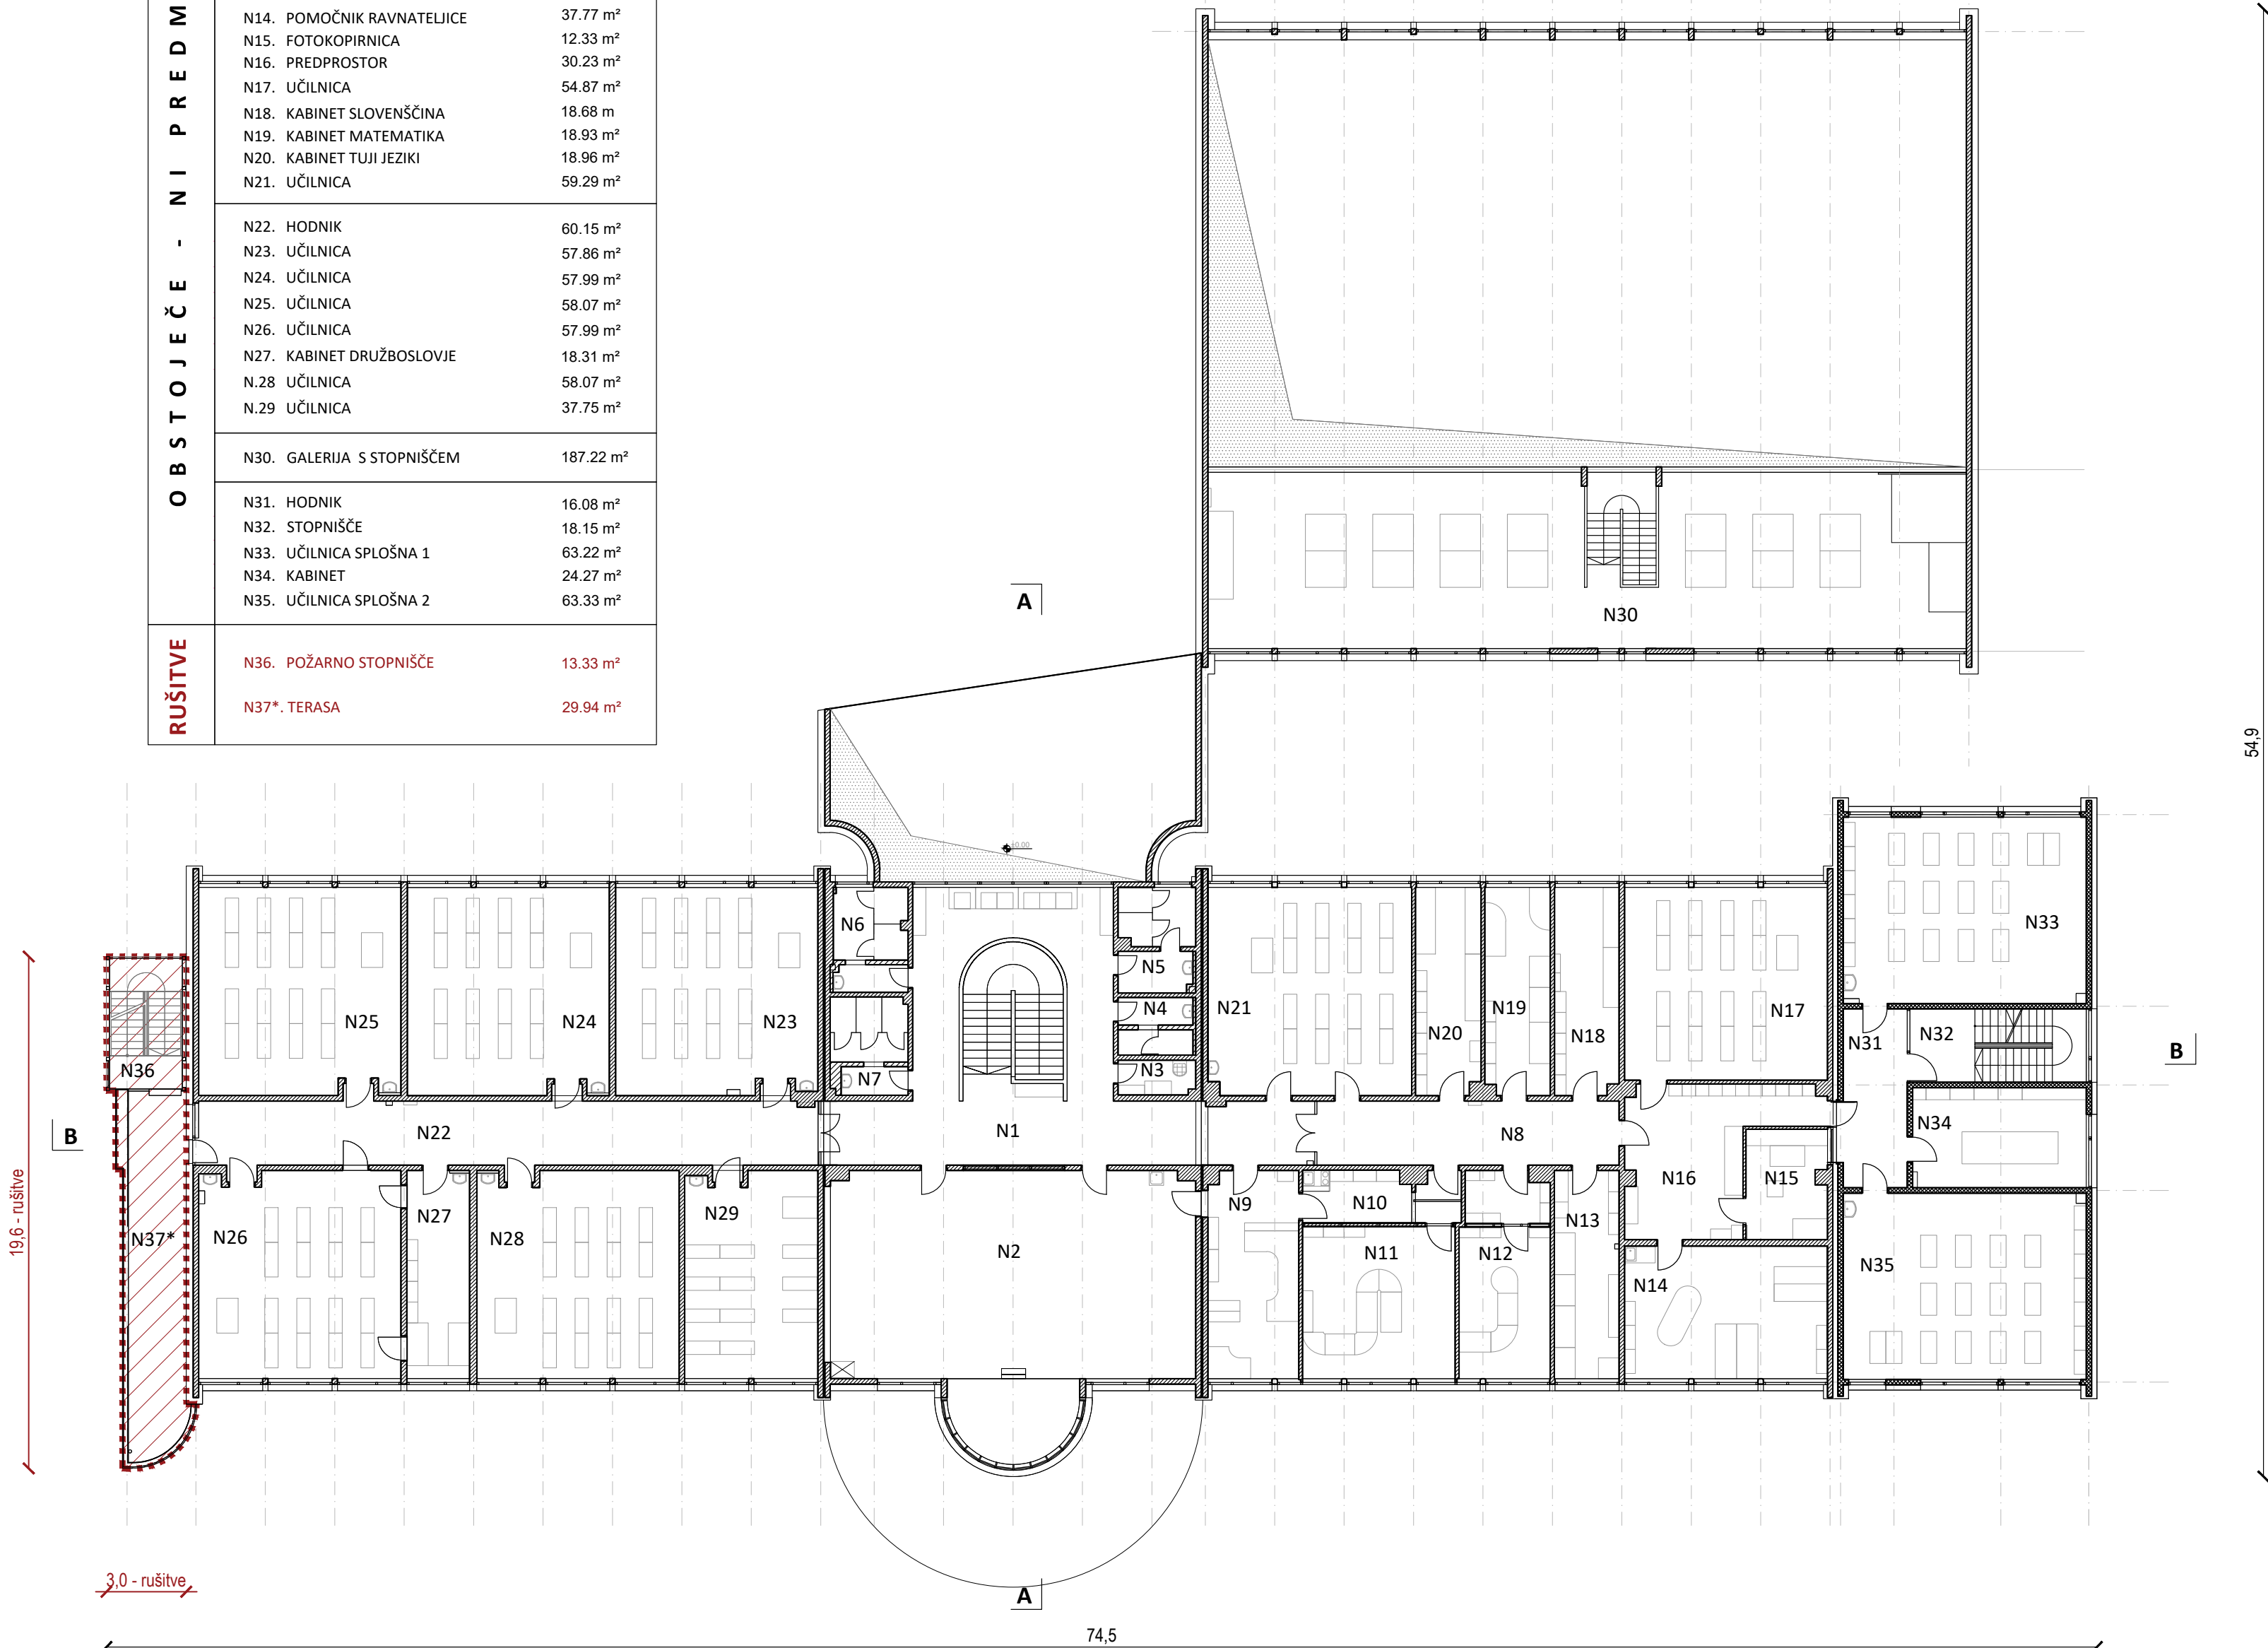 N14. POMOČNIK RAVNATELJICE 37.77 m²
N15. FOTOKOPIRNICA 12.33 m²
N16. PREDPROSTOR 30.23 m²
N17. UČILNICA 54.87 m²
N18. KABINET SLOVENŠČINA 18.68 m
N19. KABINET MATEMATIKA 18.93 m²
N20. KABINET TUJI JEZIKI 18.96 m²
N21. UČILNICA 59.29 m²
N22. HODNIK 60.15 m²
N23. UČILNICA 57.86 m²
N24. UČILNICA 57.99 m²
N25. UČILNICA 58.07 m²
N26. UČILNICA 57.99 m²
N27. KABINET DRUŽBOSLOVJE 18.31 m²
N.28 UČILNICA 58.07 m²
N.29 UČILNICA 37.75 m²
N30. GALERIJA S STOPNIŠČEM 187.22 m²
N31. HODNIK 16.08 m²
N32. STOPNIŠČE 18.15 m²
N33. UČILNICA SPLOŠNA 1 63.22 m²
N34. KABINET 24.27 m²
N35. UČILNICA SPLOŠNA 2 63.33 m²
OBSTOJEČE - NI PREDM
RUŠITVE
N36. POŽARNO STOPNIŠČE 13.33 m²
N37*. TERASA 29.94 m²
A
N30
54,9
N6
N5
N4
N3
N7
N33
N25
N24
N23
N21
N20
N19
N18
N17
N31
N32
N36
B
B
N22
N1
N8
N34
N16
N15
N37*
N26
N27
N28
N29
N2
N9
N10
N11
N12
N13
N14
N35
19,6 - rušitve
3,0 - rušitve
A
74,5